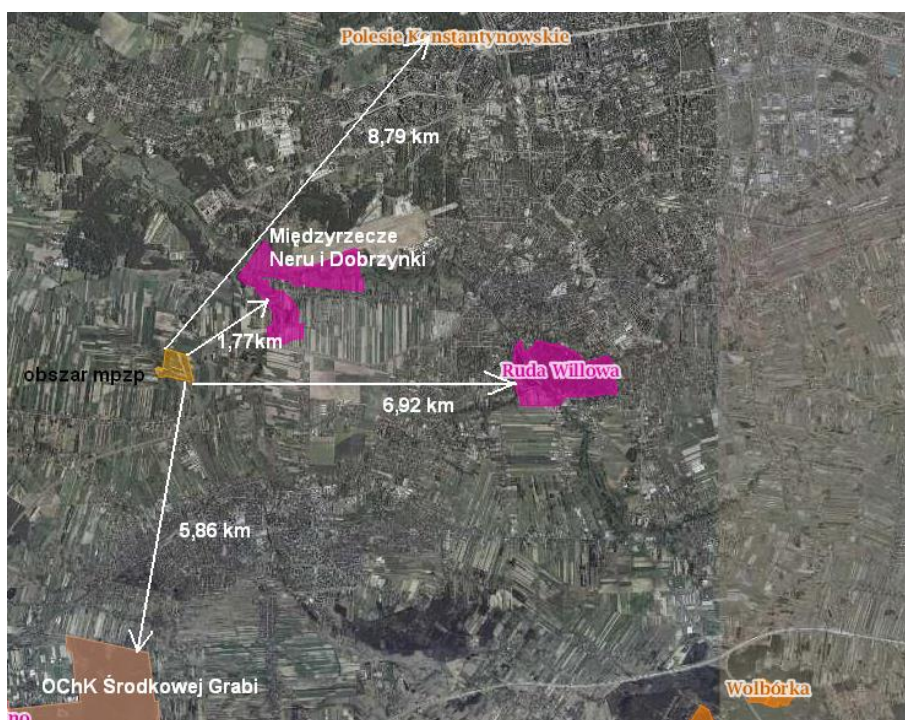 Polesie Konstantynowskie
8,79 km
Międzyrzecze
Neru i Dobrzynki
1,77km
obszar mpzp
Ruda Willowa
6,92 km
5,86 km
OChK Środkowej Grabi
Wolbórka
no